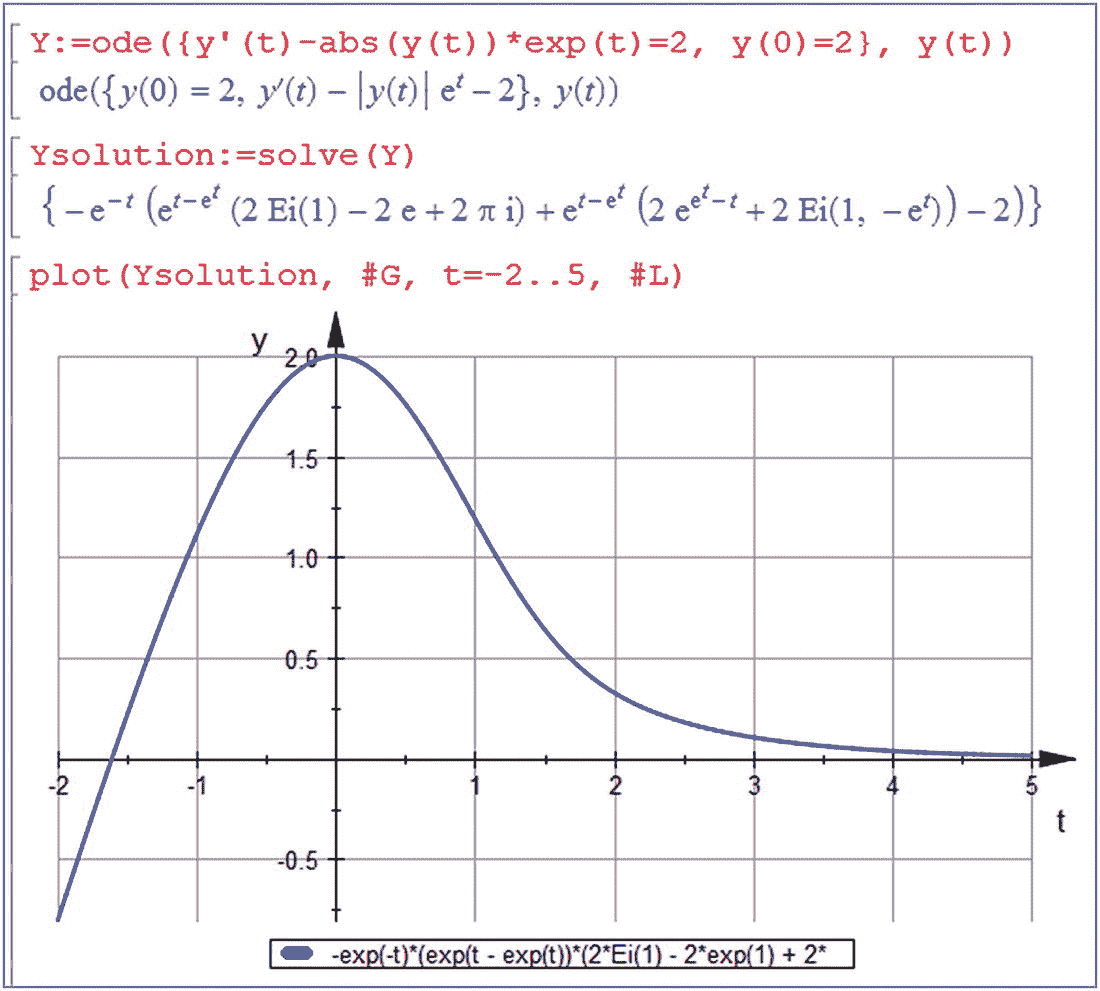 Y:=ode({y'(t)-abs(y(t))*exp(t)=2, y(0)=2}, y(t))
ode({y(0) = 2, y′(t) − |y(t)| eᵗ − 2}, y(t))
Ysolution:=solve(Y)
{−e^−t (e^t−e^t (2 Ei(1) − 2 e + 2 π i) + e^t−e^t (2 e^e^t−t + 2 Ei(1, −e^t)) − 2)}
plot(Ysolution, #G, t=-2..5, #L)
y
2.0
1.5
1.0
0.5
-2 -1 1 2 3 4 5
t
-0.5
-exp(-t)*(exp(t - exp(t))*(2*Ei(1) - 2*exp(1) + 2*